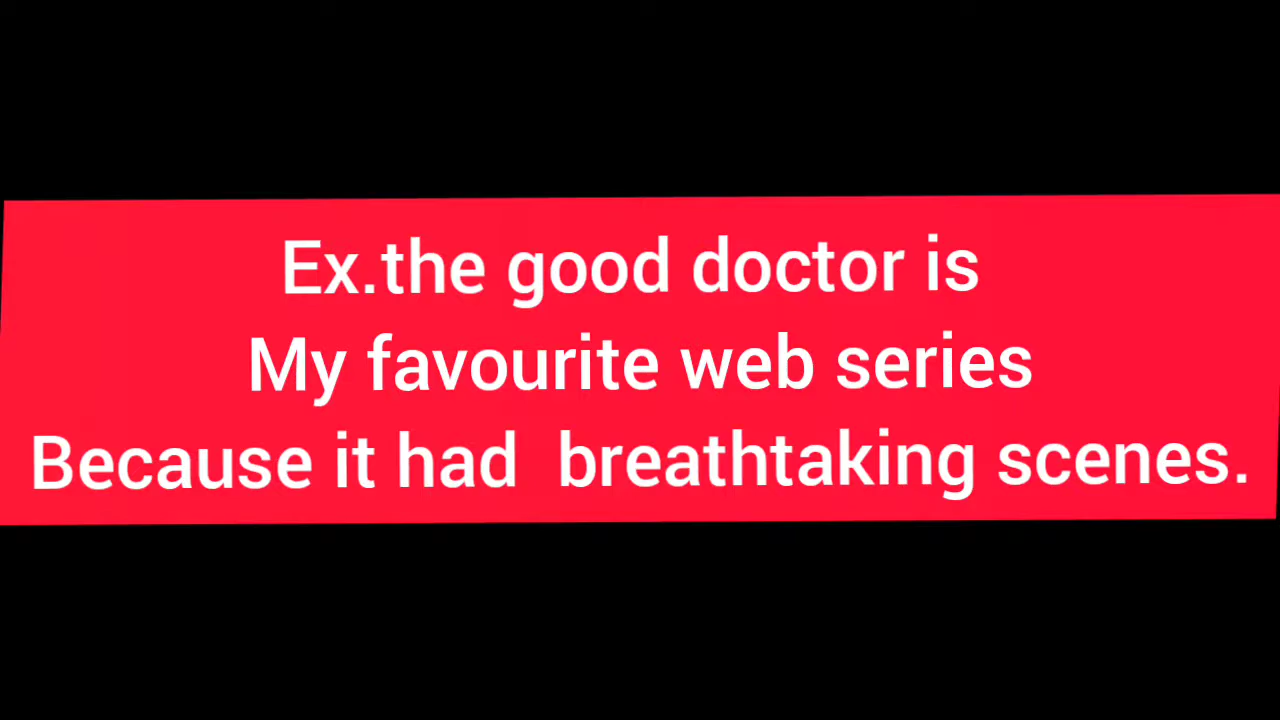 Ex.the good doctor is
My favourite web series
Because it had  breathtaking scenes.